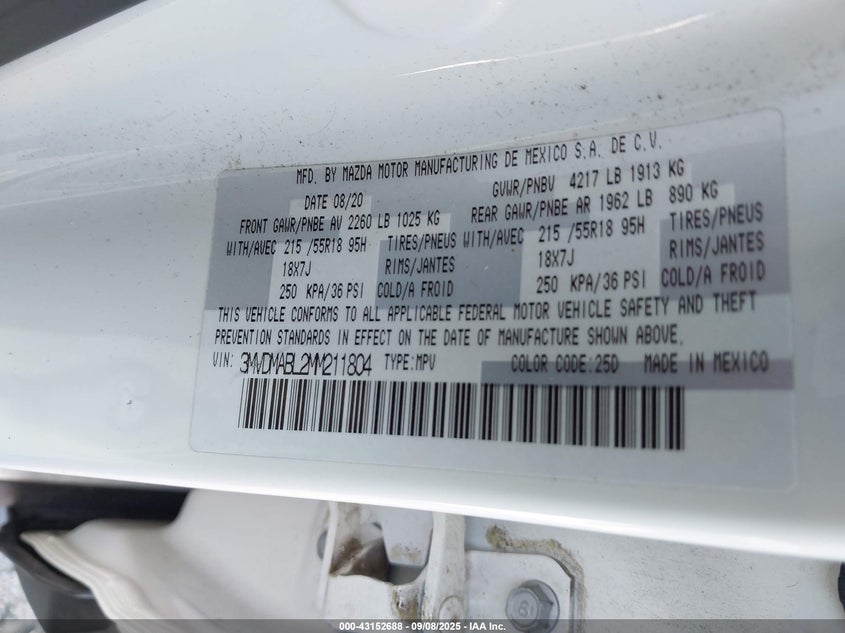 MFD. BY MAZDA MOTOR MANUFACTURING DE MEXICO S.A. DE C.V.
DATE 08/20 GVWR/PNBV 4217 LB 1913 KG
FRONT GAWR/PNBE AV 2260 LB 1025 KG REAR GAWR/PNBE AR 1962 LB 890 KG
WITH/AVEC 215 /55R18 95H TIRES/PNEUS WITH/AVEC 215 /55R18 95H TIRES/PNEUS
18X7J RIMS/JANTES 18X7J RIMS/JANTES
250 KPA/36 PSI COLD/A FROID 250 KPA/36 PSI COLD/A FROID
THIS VEHICLE CONFORMS TO ALL APPLICABLE FEDERAL MOTOR VEHICLE SAFETY AND THEFT
PREVENTION STANDARDS IN EFFECT ON THE DATE OF MANUFACTURE SHOWN ABOVE.
VIN: 3MVDMABL2MM211804 TYPE:MPV COLOR CODE:25D MADE IN MEXICO
000-43152688 - 09/08/2025 - IAA Inc.